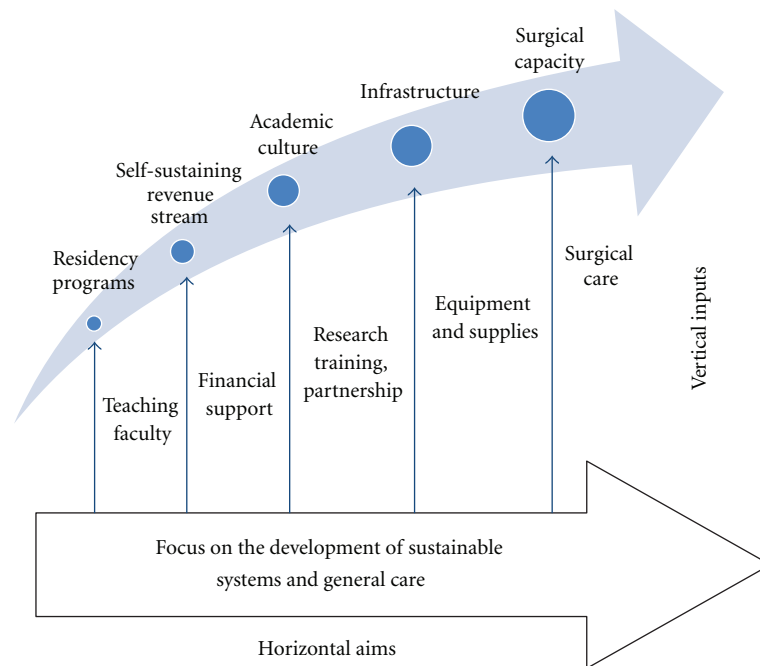 Surgical
capacity
Infrastructure
Academic
culture
Self-sustaining
revenue
stream
Residency
programs
Surgical
care
Equipment
and supplies
Research
training,
partnership
Financial
support
Teaching
faculty
Vertical inputs
Focus on the development of sustainable
systems and general care
Horizontal aims